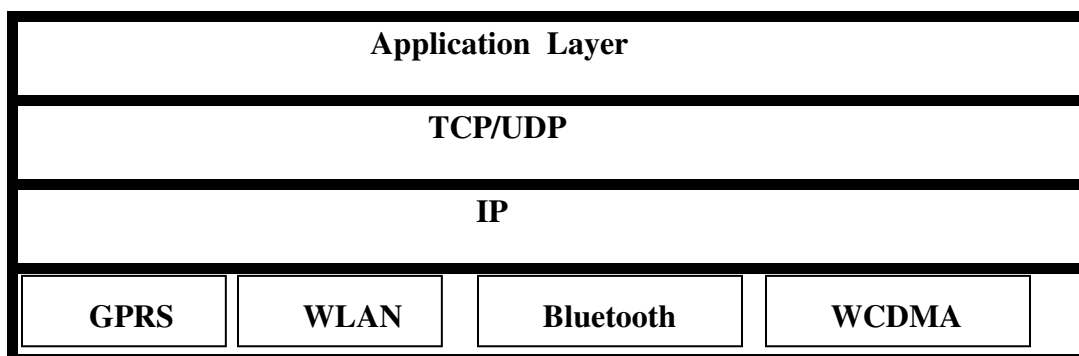 Application Layer
TCP/UDP
IP
GPRS WLAN Bluetooth WCDMA